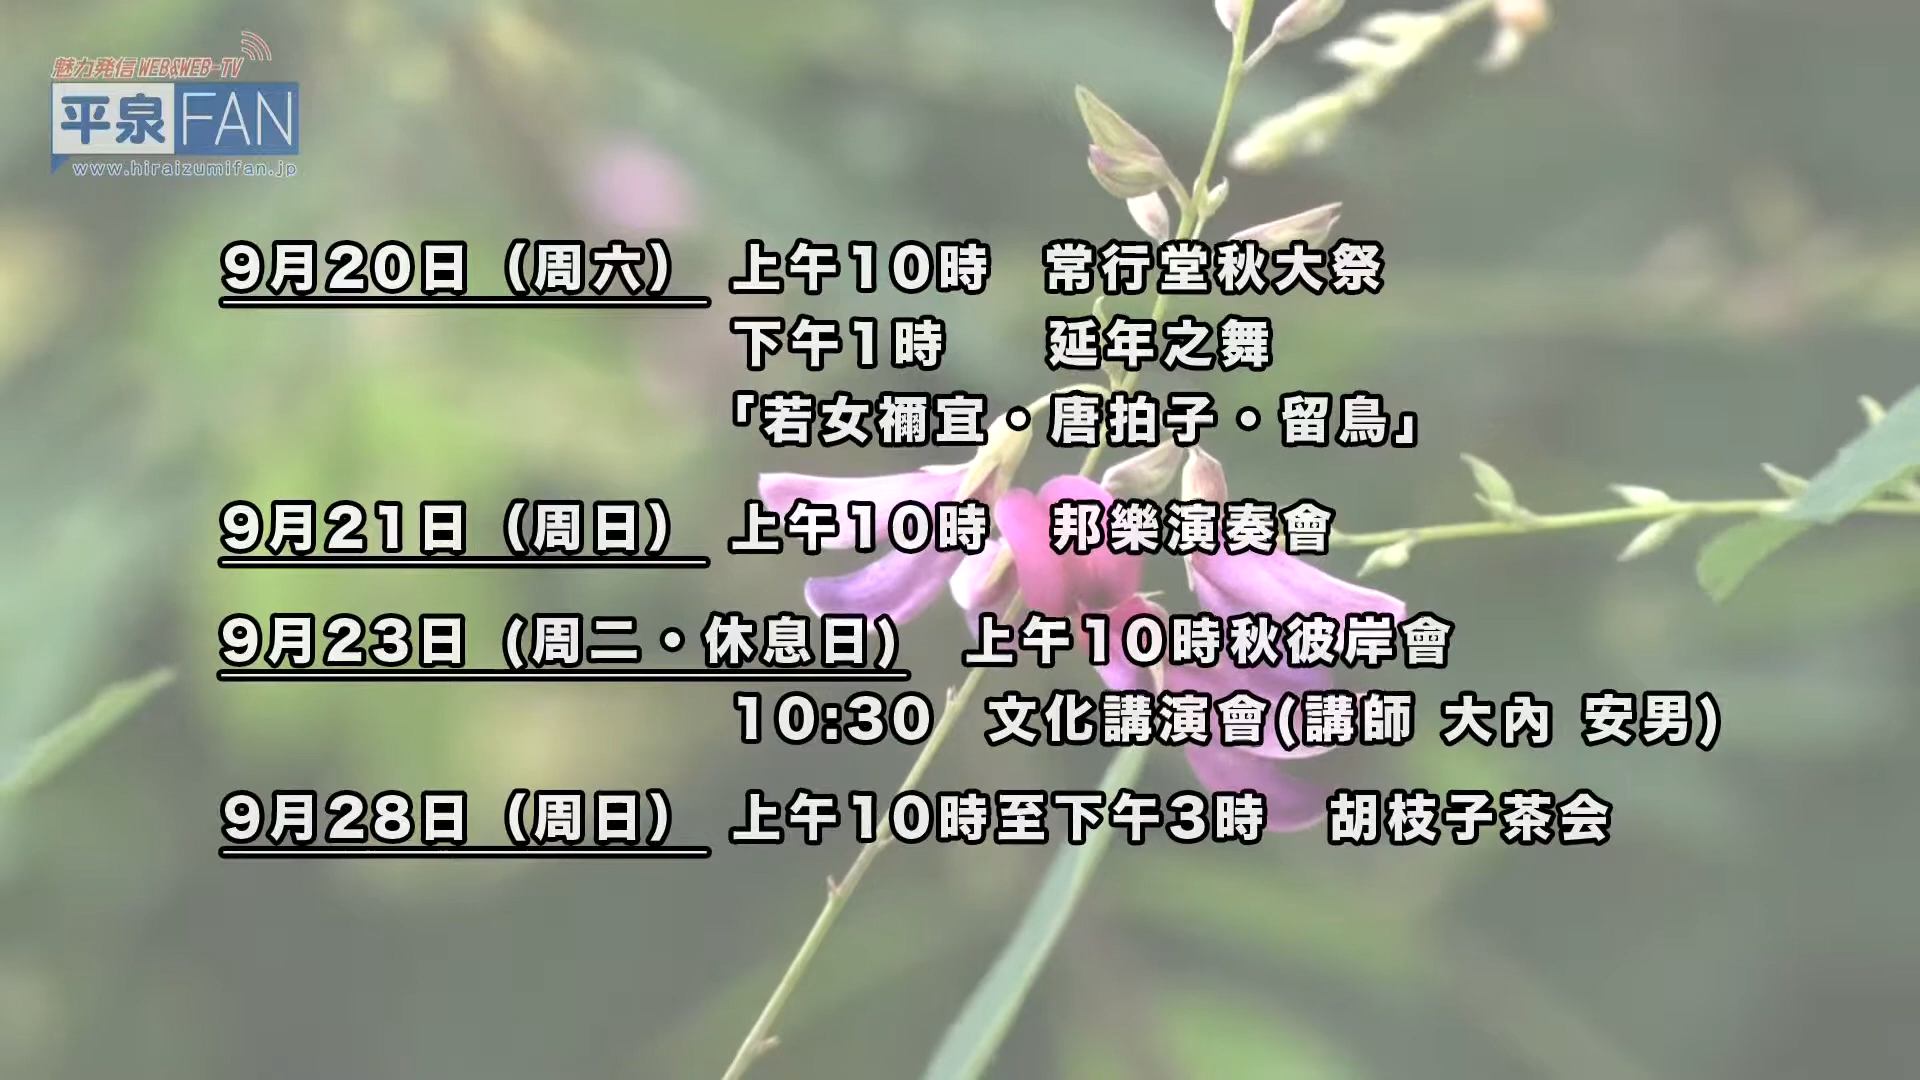 魅力発信WEB&WEB-TV
平泉FAN
www.hiraizumifan.jp
9月20日（周六） 上午10時 常行堂秋大祭
下午1時 延年之舞
「若女禰宜・唐拍子・留鳥」
9月21日（周日） 上午10時 邦樂演奏會
9月23日 (周二・休息日) 上午10時秋彼岸會
10:30 文化講演會(講師 大內 安男)
9月28日（周日） 上午10時至下午3時 胡枝子茶会